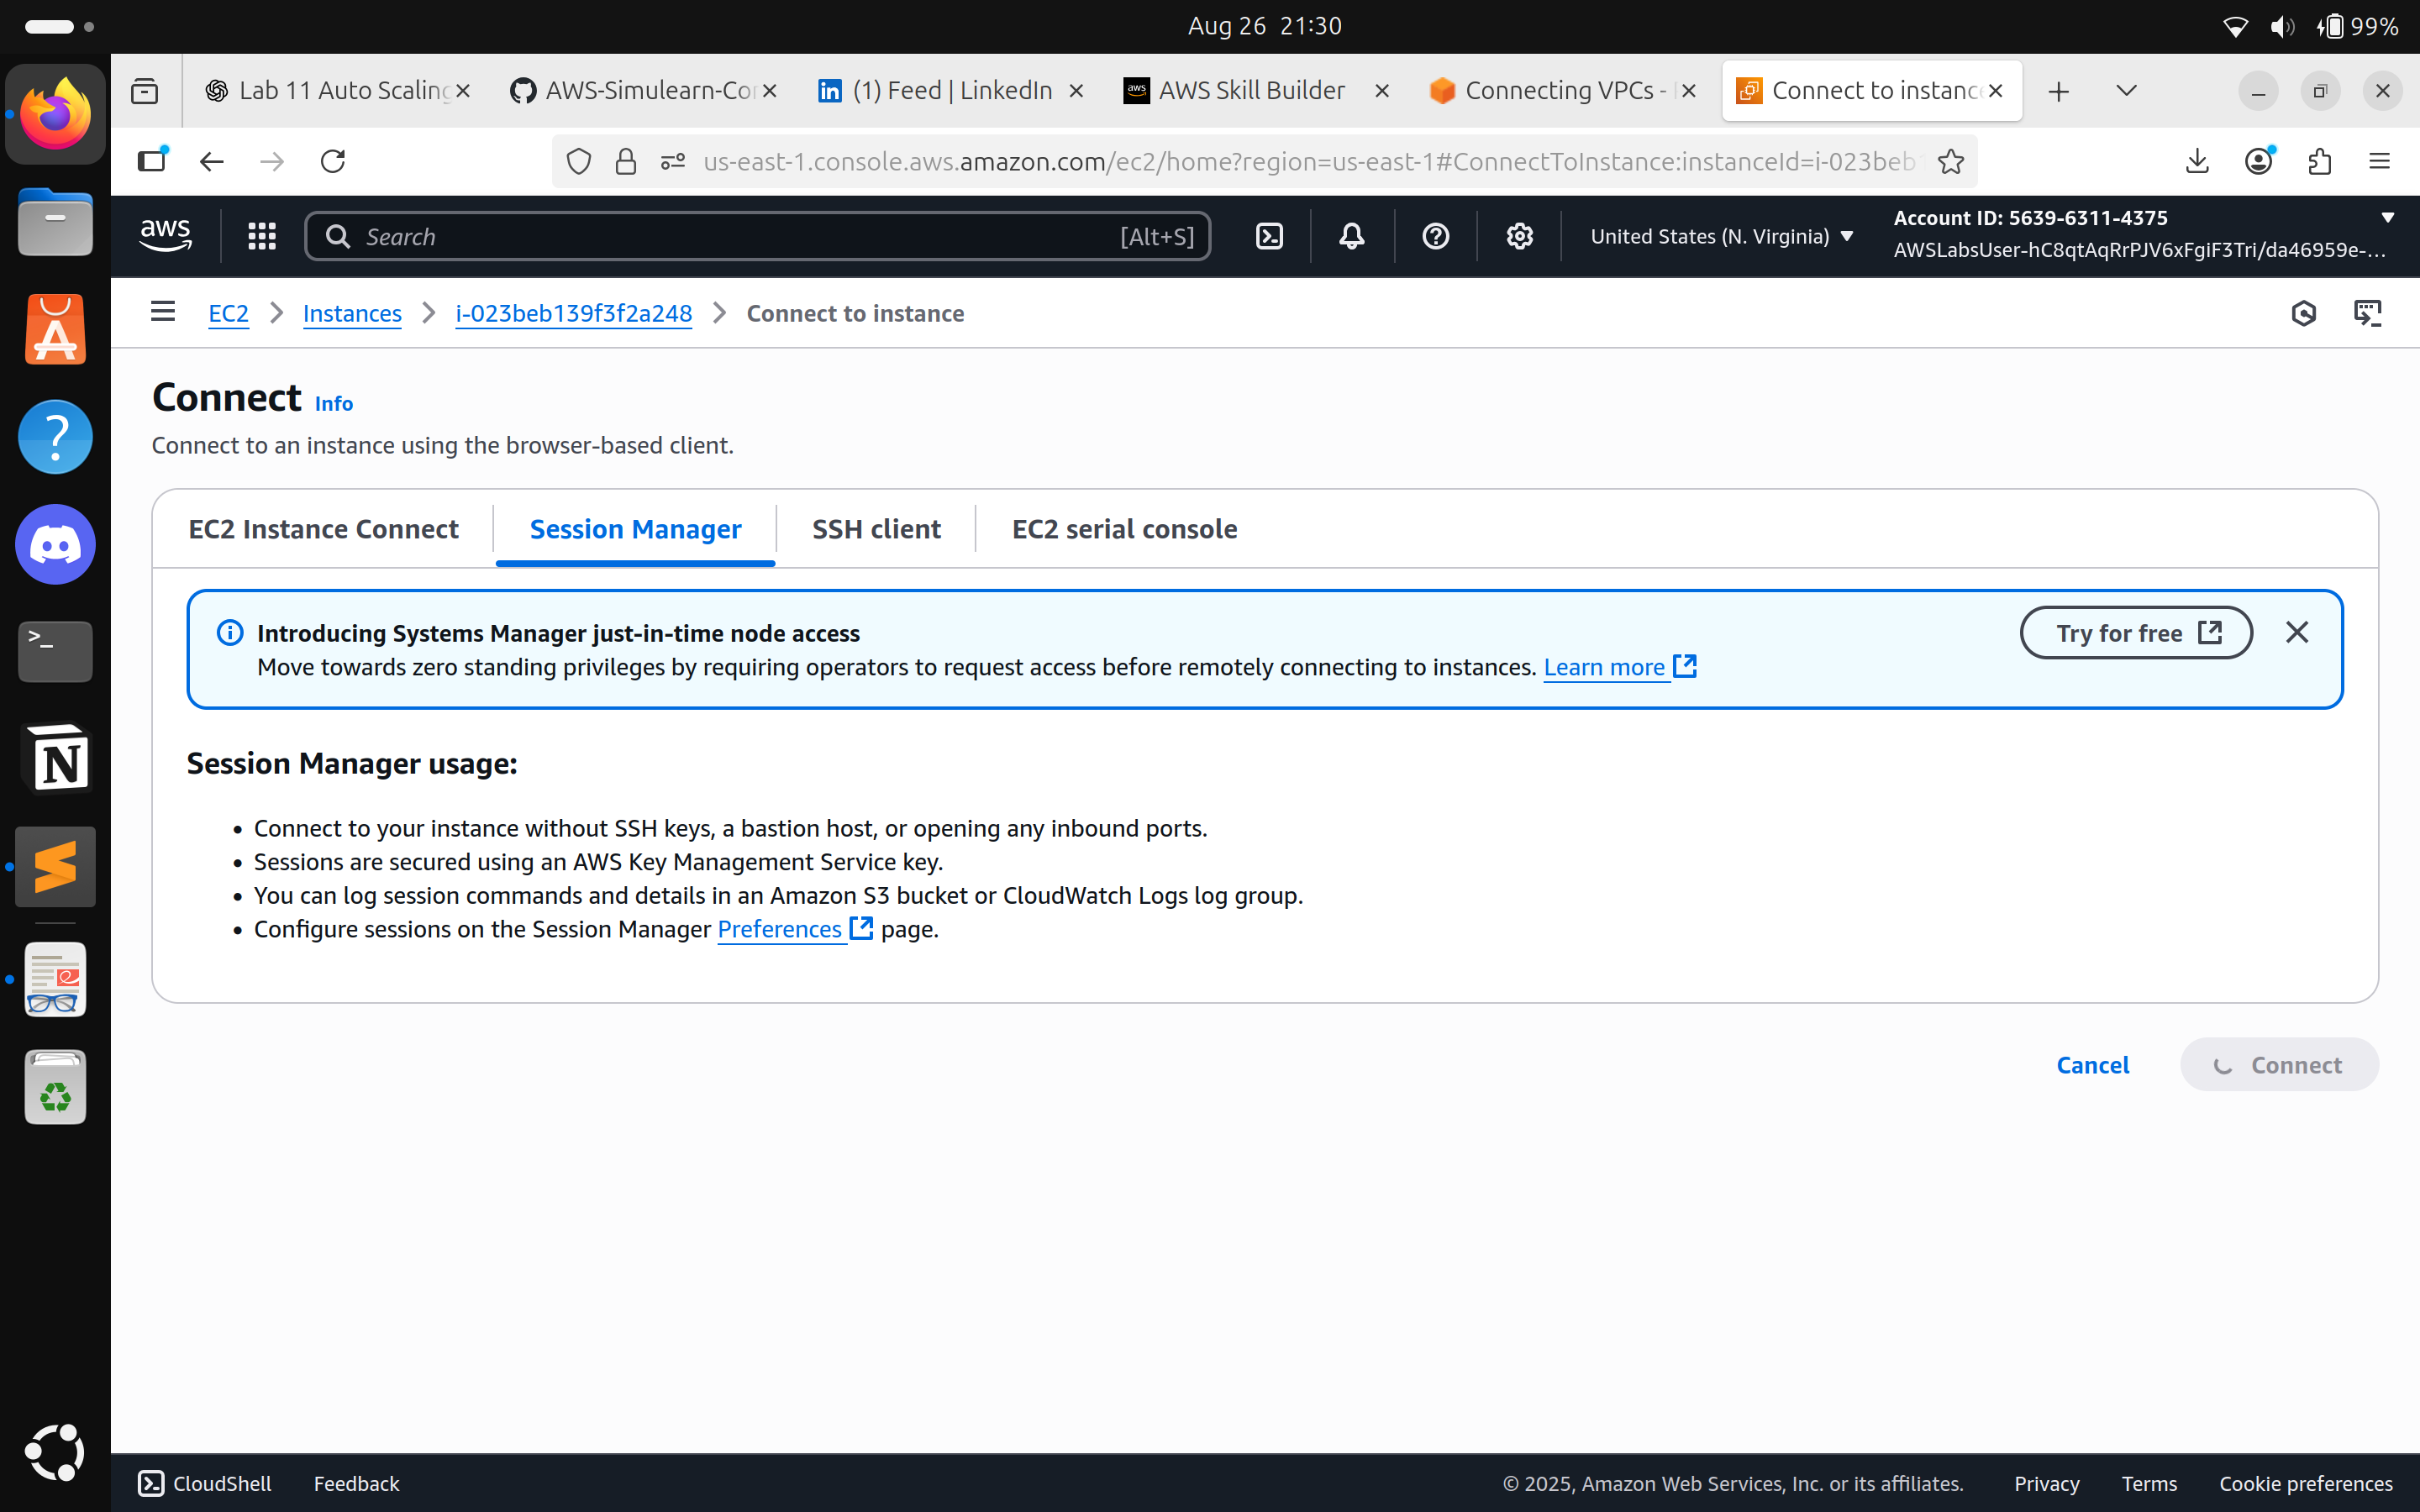 Aug 26 21:30
99%
Lab 11 Auto Scaling
AWS-Simulearn-Cor
(1) Feed | LinkedIn
aws
AWS Skill Builder
Connecting VPCs -
Connect to instance
us-east-1.console.aws.amazon.com/ec2/home?region=us-east-1#ConnectToInstance:instanceId=i-023beb1
aws
Search
[Alt+S]
United States (N. Virginia)
Account ID: 5639-6311-4375
AWSLabsUser-hC8qtAqRrPJV6xFgiF3Tri/da46959e-...
EC2
Instances
i-023beb139f3f2a248
Connect to instance
Connect Info
Connect to an instance using the browser-based client.
EC2 Instance Connect
Session Manager
SSH client
EC2 serial console
Introducing Systems Manager just-in-time node access
Move towards zero standing privileges by requiring operators to request access before remotely connecting to instances. Learn more
Try for free
Session Manager usage:
• Connect to your instance without SSH keys, a bastion host, or opening any inbound ports.
• Sessions are secured using an AWS Key Management Service key.
• You can log session commands and details in an Amazon S3 bucket or CloudWatch Logs log group.
• Configure sessions on the Session Manager Preferences page.
Cancel
Connect
CloudShell
Feedback
© 2025, Amazon Web Services, Inc. or its affiliates.
Privacy
Terms
Cookie preferences